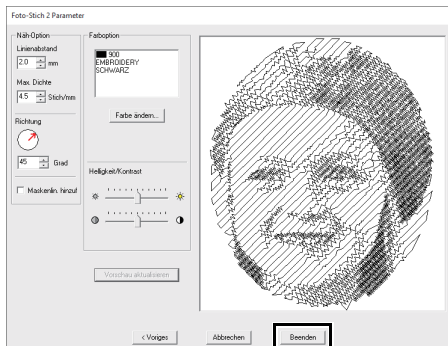 Foto-Stich 2 Parameter
Näh-Option
Linienabstand
2.0 mm
Max. Dichte
4.5 Stich/mm
Richtung
45 Grad
Maskenlin. hinzuf
Farboption
900
EMBROIDERY
SCHWARZ
Farbe ändern...
Helligkeit/Kontrast
Vorschau aktualisieren
< Voriges
Abbrechen
Beenden